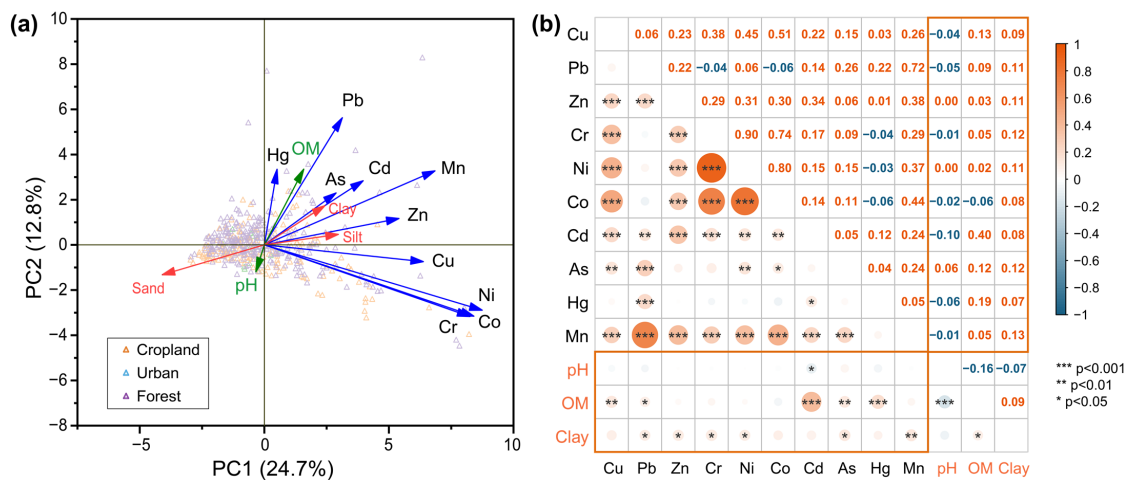 (a)
10
8
6
4
2
0
−2
−4
−6
−8
PC2 (12.8%)
−5
0
5
10
PC1 (24.7%)
Pb
OM
Hg
As
Cd
Mn
Clay
Zn
Silt
Cu
Sand
pH
Ni
Co
Cr
Cropland
Urban
Forest
(b)
Cu 0.06 0.23 0.38 0.45 0.51 0.22 0.15 0.03 0.26 −0.04 0.13 0.09
Pb 0.22 −0.04 0.06 −0.06 0.14 0.26 0.22 0.72 −0.05 0.09 0.11
Zn *** *** 0.29 0.31 0.30 0.34 0.06 0.01 0.38 0.00 0.03 0.11
Cr *** *** 0.90 0.74 0.17 0.09 −0.04 0.29 −0.01 0.05 0.12
Ni *** *** *** 0.80 0.15 0.15 −0.03 0.37 0.00 0.02 0.11
Co *** *** *** *** 0.14 0.11 −0.06 0.44 −0.02 −0.06 0.08
Cd *** ** *** *** ** ** 0.05 0.12 0.24 −0.10 0.40 0.08
As ** *** ** * 0.04 0.24 0.06 0.12 0.12
Hg *** * 0.05 −0.06 0.19 0.07
Mn *** *** *** *** *** *** *** *** −0.01 0.05 0.13
pH * −0.16 −0.07
OM ** * *** ** *** *** 0.09
Clay * * * * * ** *
Cu Pb Zn Cr Ni Co Cd As Hg Mn pH OM Clay
1
0.8
0.6
0.4
0.2
0
−0.2
−0.4
−0.6
−0.8
−1
*** p<0.001
** p<0.01
* p<0.05